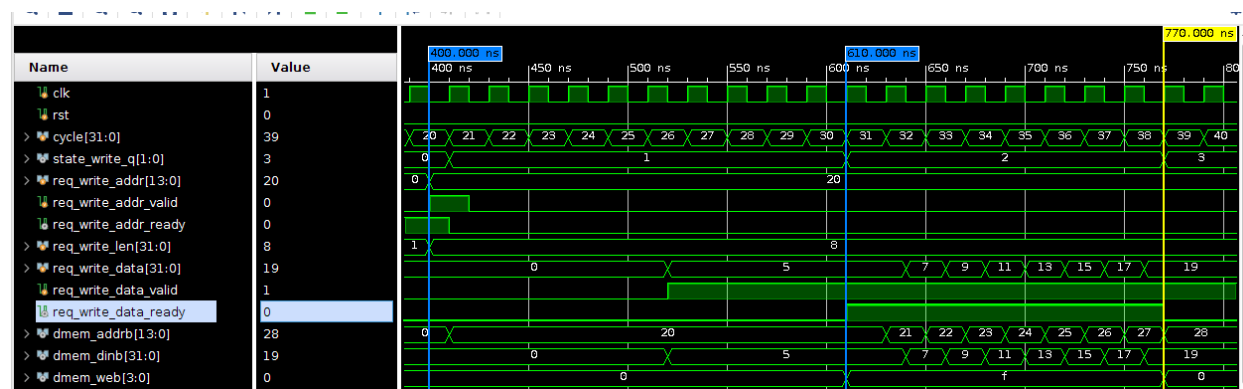 770.000 ns
400.000 ns 610.000 ns
Name Value
400 ns 450 ns 500 ns 550 ns 600 650 ns 700 ns 750 ns 80
clk 1
rst 0
cycle[31:0] 39 20 21 22 23 24 25 26 27 28 29 30 31 32 33 34 35 36 37 38 39 40
state_write_q[1:0] 3 0 1 2 3
req_write_addr[13:0] 20 0 20
req_write_addr_valid 0
req_write_addr_ready 0
req_write_len[31:0] 8 1 8
req_write_data[31:0] 19 0 5 7 9 11 13 15 17 19
req_write_data_valid 1
req_write_data_ready 0
dmem_addrb[13:0] 28 0 20 21 22 23 24 25 26 27 28
dmem_dinb[31:0] 19 0 5 7 9 11 13 15 17 19
dmem_web[3:0] 0 0 f 0